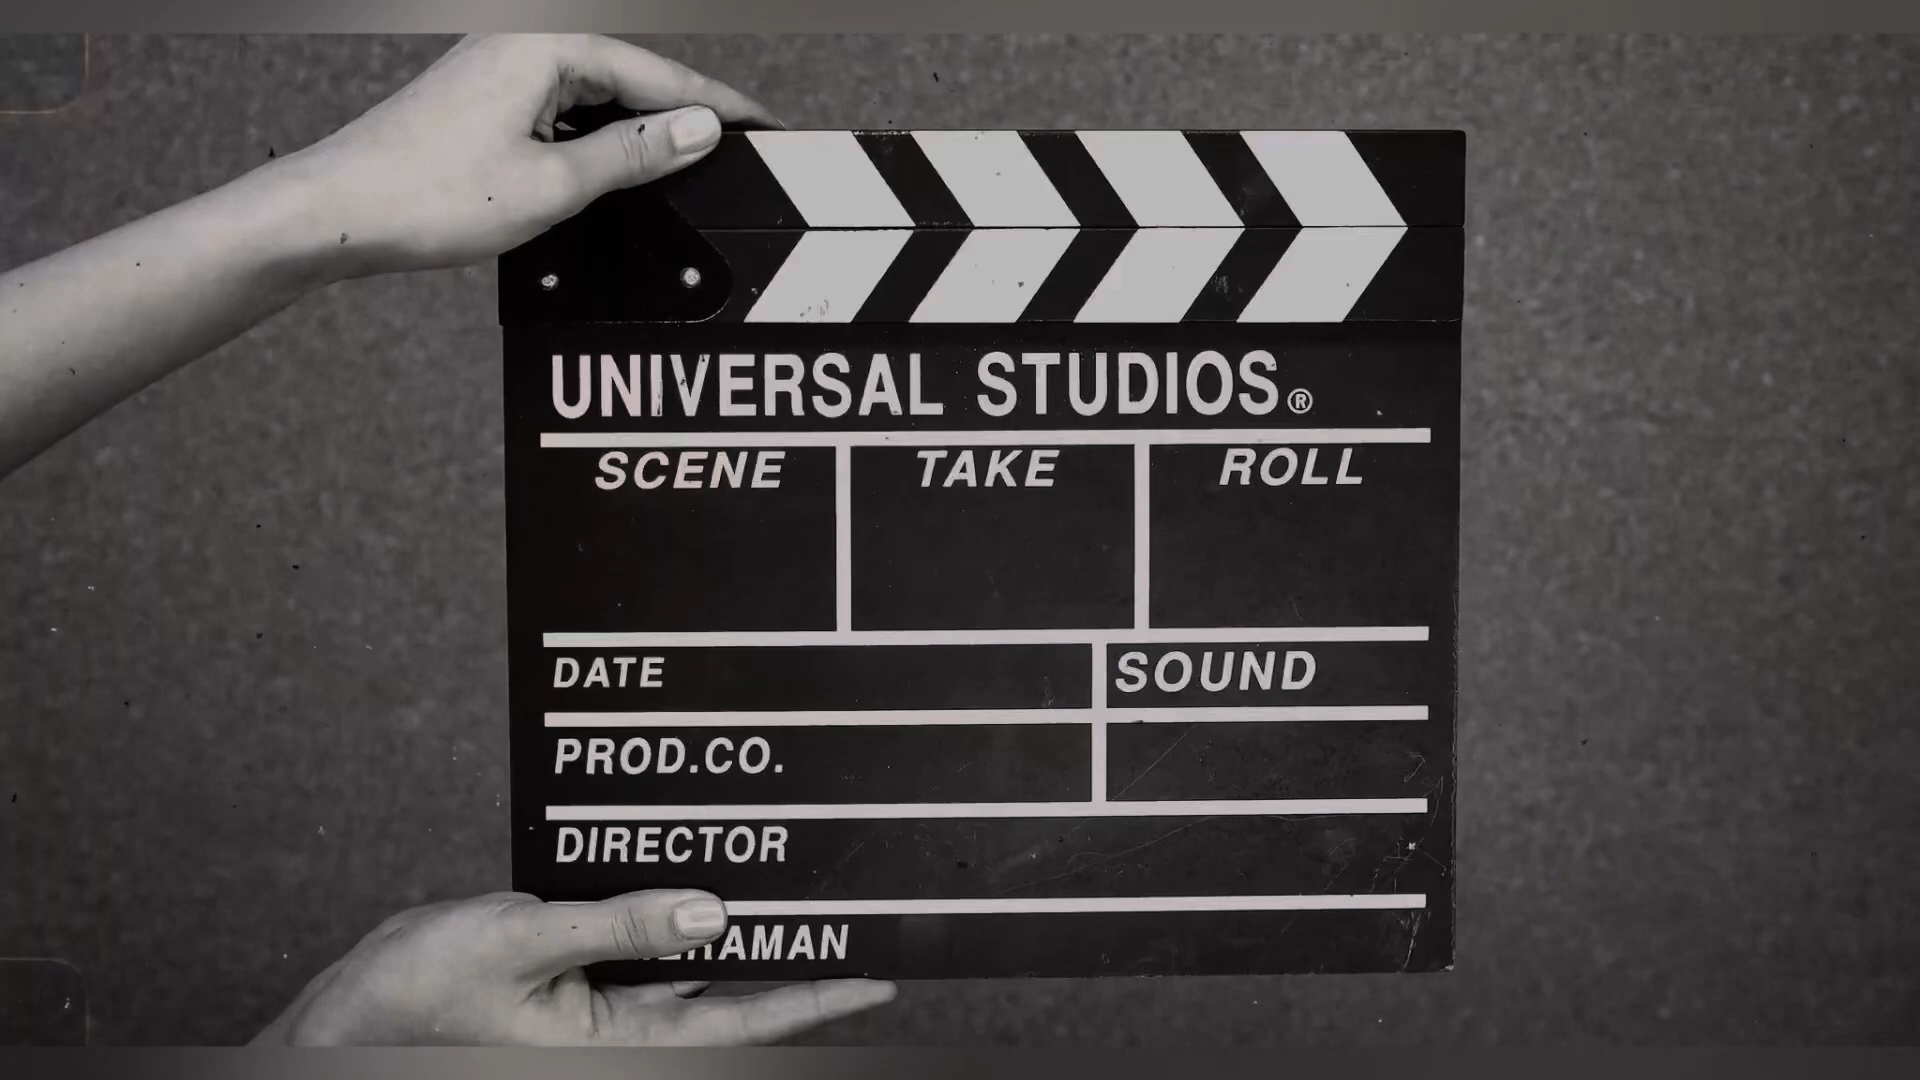 UNIVERSAL STUDIOS®
SCENE TAKE ROLL
DATE SOUND
PROD.CO.
DIRECTOR